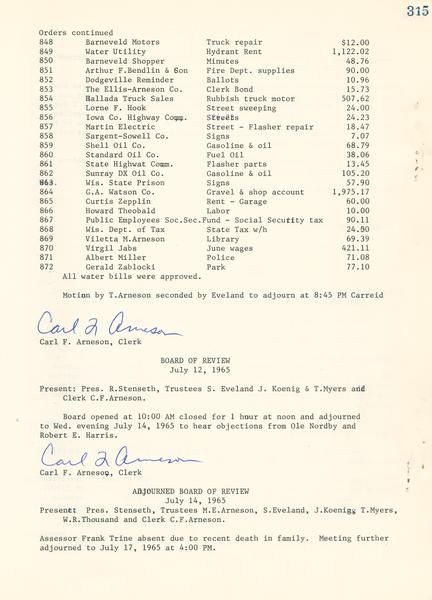 315
Orders continued
848 Barneveld Motors Truck repair $12.00
849 Water Utility Hydrant Rent 1,122.02
850 Barneveld Shopper Minutes 48.76
851 Arthur F.Bendlin & Son Fire Dept. supplies 90.00
852 Dodgeville Reminder Ballots 10.96
853 The Ellis-Arneson Co. Clerk Bond 15.73
854 Ballada Truck Sales Rubbish truck motor 507.62
855 Lorne F. Hook Street sweeping 24.00
856 Iowa Co. Highway Comm. Streets 24.23
857 Martin Electric Street - Flasher repair 18.47
858 Sargent-Sowell Co. Signs 7.07
859 Shell Oil Co. Gasoline & oil 68.79
860 Standard Oil Co. Fuel Oil 38.06
861 State Highwat Comm. Flasher parts 13.45
862 Sunray DX Oil Co. Gasoline & oil 105.20
863. Wis. State Prison Signs 57.90
864 G.A. Watson Co. Gravel & shop account 1,975.17
865 Curtis Zepplin Rent - Garage 60.00
866 Howard Theobald Labor 10.00
867 Public Employees Soc.Sec.Fund - Social Security tax 90.11
868 Wis. Dept. of Tax State Tax w/h 24.50
869 Viletta M.Arneson Library 69.39
870 Virgil Jabs June wages 421.11
871 Albert Miller Police 71.08
872 Gerald Zablocki Park 77.10
All water bills were approved.
Motion by T.Arneson seconded by Eveland to adjourn at 8:45 PM Carreid
Carl F Arneson
Carl F. Arneson, Clerk
BOARD OF REVIEW
July 12, 1965
Present: Pres. R.Stenseth, Trustees S. Eveland J. Koenig & T.Myers and
Clerk C.F.Arneson.
Board opened at 10:00 AM closed for 1 hour at noon and adjourned
to Wed. evening July 14, 1965 to hear objections from Ole Nordby and
Robert E. Harris.
Carl F Arneson
Carl F. Arneson, Clerk
ADJOURNED BOARD OF REVIEW
July 14, 1965
Present: Pres. Stenseth, Trustees M.E.Arneson, S.Eveland, J.Koenig, T.Myers,
W.R.Thousand and Clerk C.F.Arneson.
Assessor Frank Trine absent due to recent death in family. Meeting further
adjourned to July 17, 1965 at 4:00 PM.